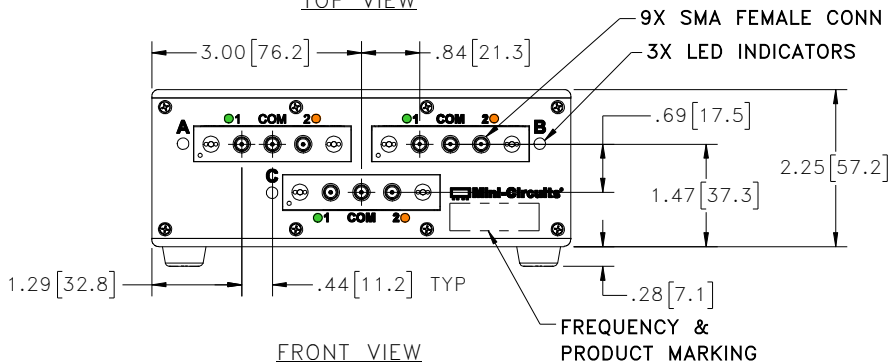 TOP VIEW
9X SMA FEMALE CONN
3.00[76.2]
.84[21.3]
3X LED INDICATORS
1 COM 2
1 COM 2
A
B
.69[17.5]
2.25[57.2]
C
Mini-Circuits®
1.47[37.3]
1 COM 2
1.29[32.8]
.44[11.2] TYP
.28[7.1]
FREQUENCY &
PRODUCT MARKING
FRONT VIEW